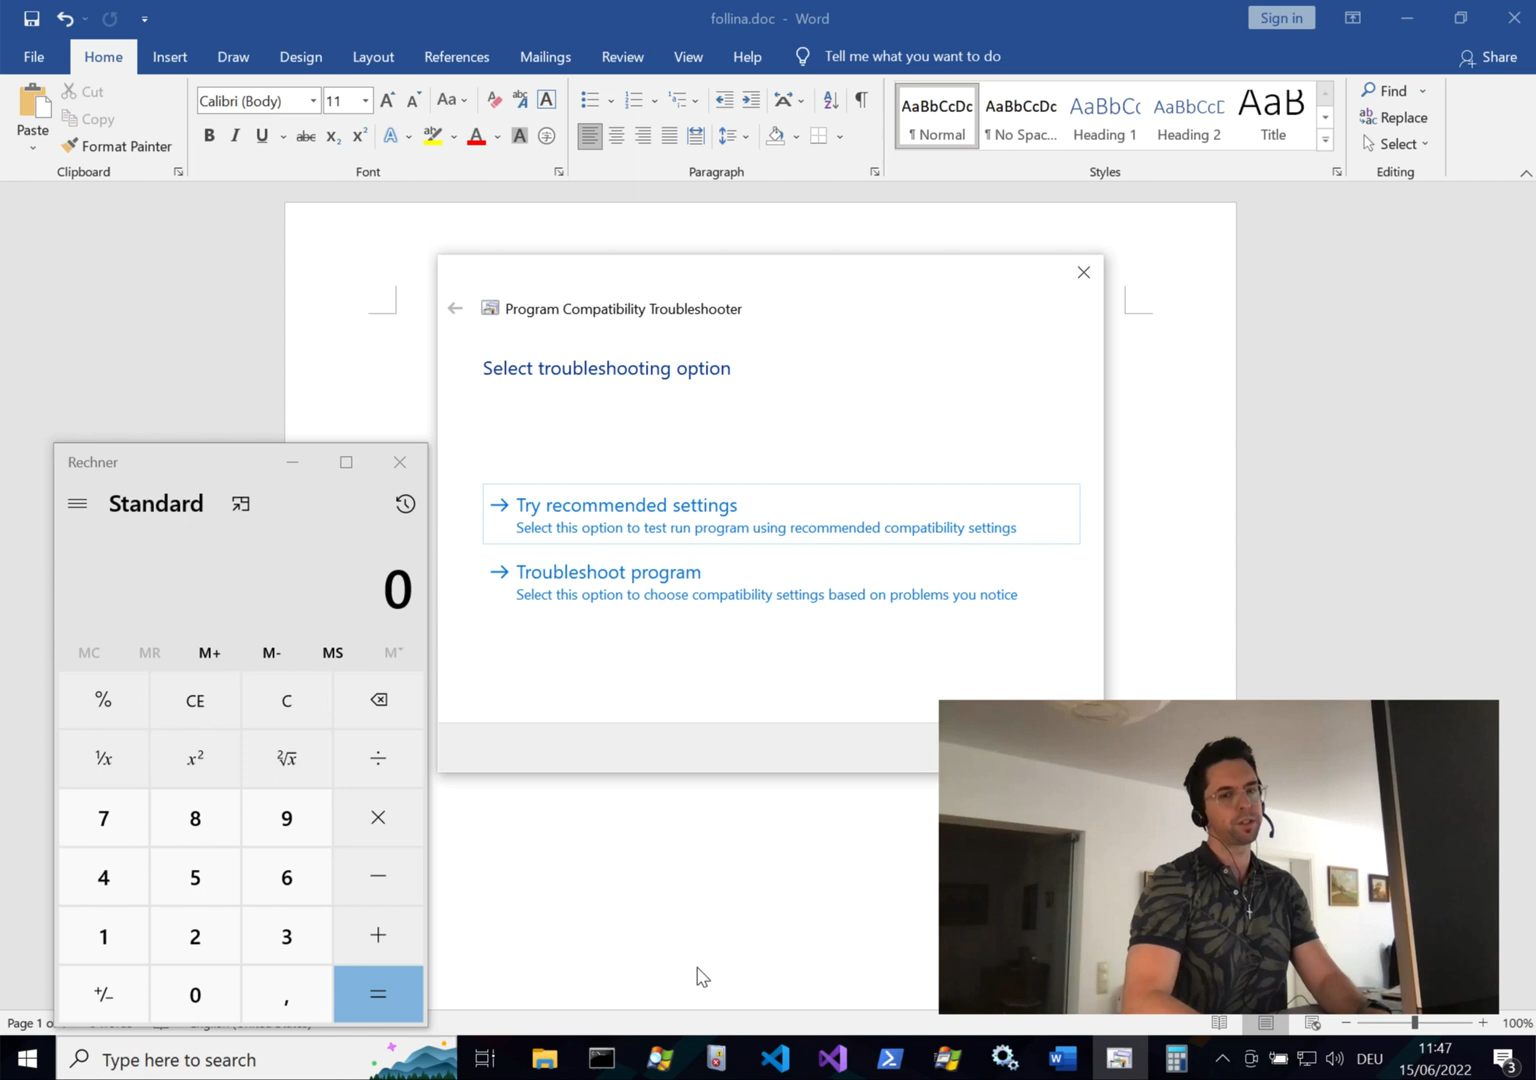 follina.doc - Word
Sign in
File Home Insert Draw Design Layout References Mailings Review View Help Tell me what you want to do Share
Paste
Cut
Copy
Format Painter
Clipboard
Calibri (Body) 11
Font
Paragraph
AaBbCcDc AaBbCcDc AaBbCc AaBbCcD AaB
¶ Normal ¶ No Spac... Heading 1 Heading 2 Title
Styles
Find
Replace
Select
Editing
Program Compatibility Troubleshooter
Select troubleshooting option
Try recommended settings
Select this option to test run program using recommended compatibility settings
Troubleshoot program
Select this option to choose compatibility settings based on problems you notice
Rechner
Standard
0
MC MR M+ M- MS M˅
% CE C
¹/x x² ²√x ÷
7 8 9 ×
4 5 6 −
1 2 3 +
+/− 0 , =
Page 1 o
100%
Type here to search
DEU
11:47
15/06/2022
3